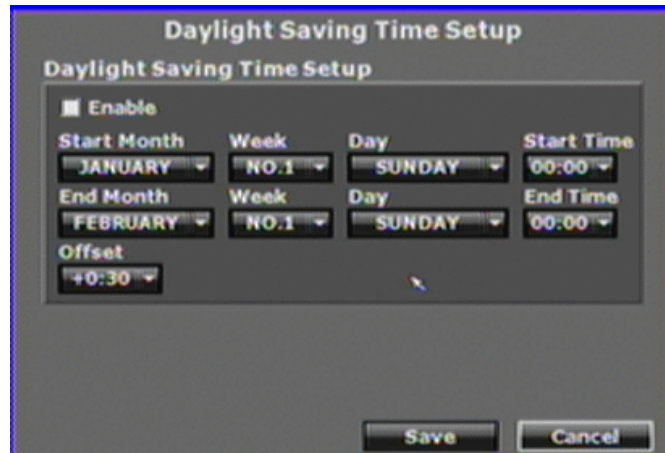 Daylight Saving Time Setup
Daylight Saving Time Setup
Enable
Start Month Week Day Start Time
JANUARY NO.1 SUNDAY 00:00
End Month Week Day End Time
FEBRUARY NO.1 SUNDAY 00:00
Offset
+0:30
Save Cancel